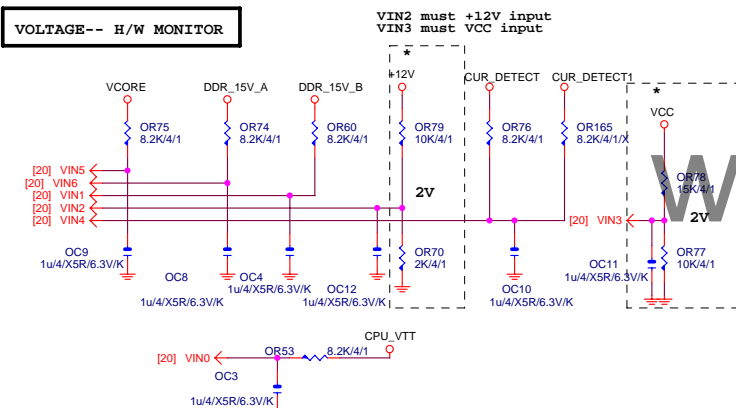 VOLTAGE-- H/W MONITOR
VIN2 must +12V input
VIN3 must VCC input
*
+12V
VCORE
DDR_15V_A
DDR_15V_B
CUR_DETECT
CUR_DETECT1
*
VCC
OR75
8.2K/4/1
OR74
8.2K/4/1
OR60
8.2K/4/1
OR79
10K/4/1
OR76
8.2K/4/1
OR165
8.2K/4/1/X
OR78
15K/4/1
W
[20] VIN5
[20] VIN6
[20] VIN1
[20] VIN2
[20] VIN4
2V
[20] VIN3
2V
OC9
1u/4/X5R/6.3V/K
OC8
1u/4/X5R/6.3V/K
OC4
1u/4/X5R/6.3V/K
OC12
1u/4/X5R/6.3V/K
OR70
2K/4/1
OC10
1u/4/X5R/6.3V/K
OC11
1u/4/X5R/6.3V/K
OR77
10K/4/1
CPU_VTT
[20] VIN0
OR53
8.2K/4/1
OC3
1u/4/X5R/6.3V/K